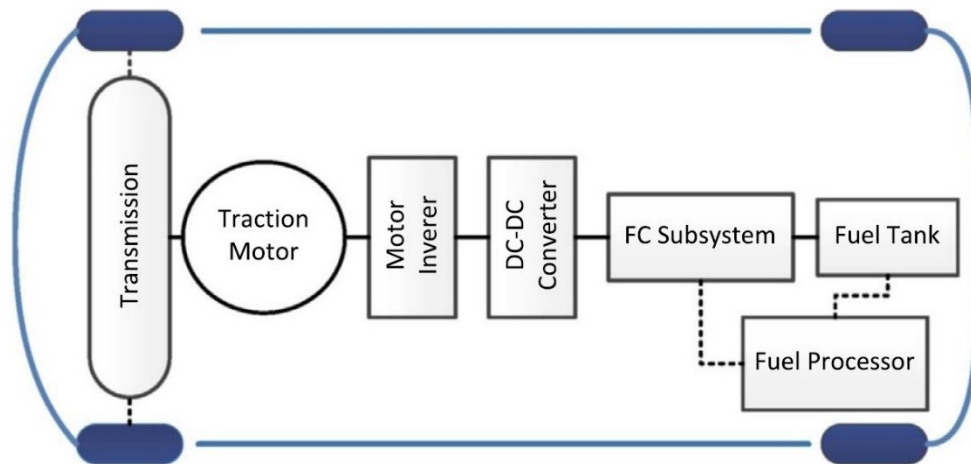 Transmission
Traction
Motor
Motor
Inverer
DC-DC
Converter
FC Subsystem
Fuel Tank
Fuel Processor